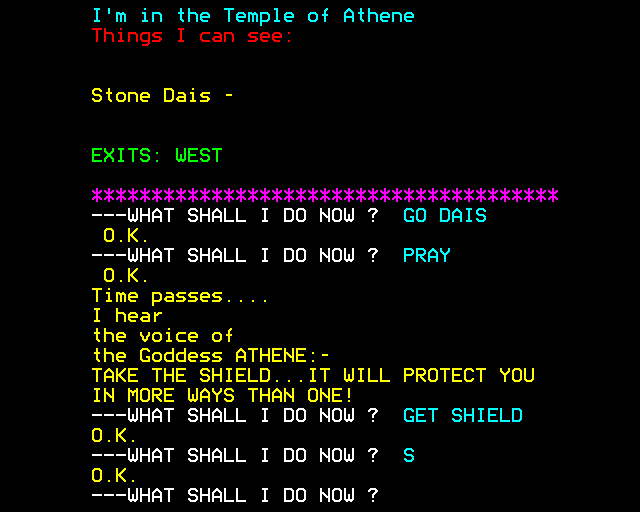 I'm in the Temple of Athene
Things I can see:
Stone Dais -
EXITS: WEST
***************************************
---WHAT SHALL I DO NOW ?  GO DAIS
O.K.
---WHAT SHALL I DO NOW ?  PRAY
O.K.
Time passes....
I hear
the voice of
the Goddess ATHENE:-
TAKE THE SHIELD...IT WILL PROTECT YOU
IN MORE WAYS THAN ONE!
---WHAT SHALL I DO NOW ?  GET SHIELD
O.K.
---WHAT SHALL I DO NOW ?  S
O.K.
---WHAT SHALL I DO NOW ?